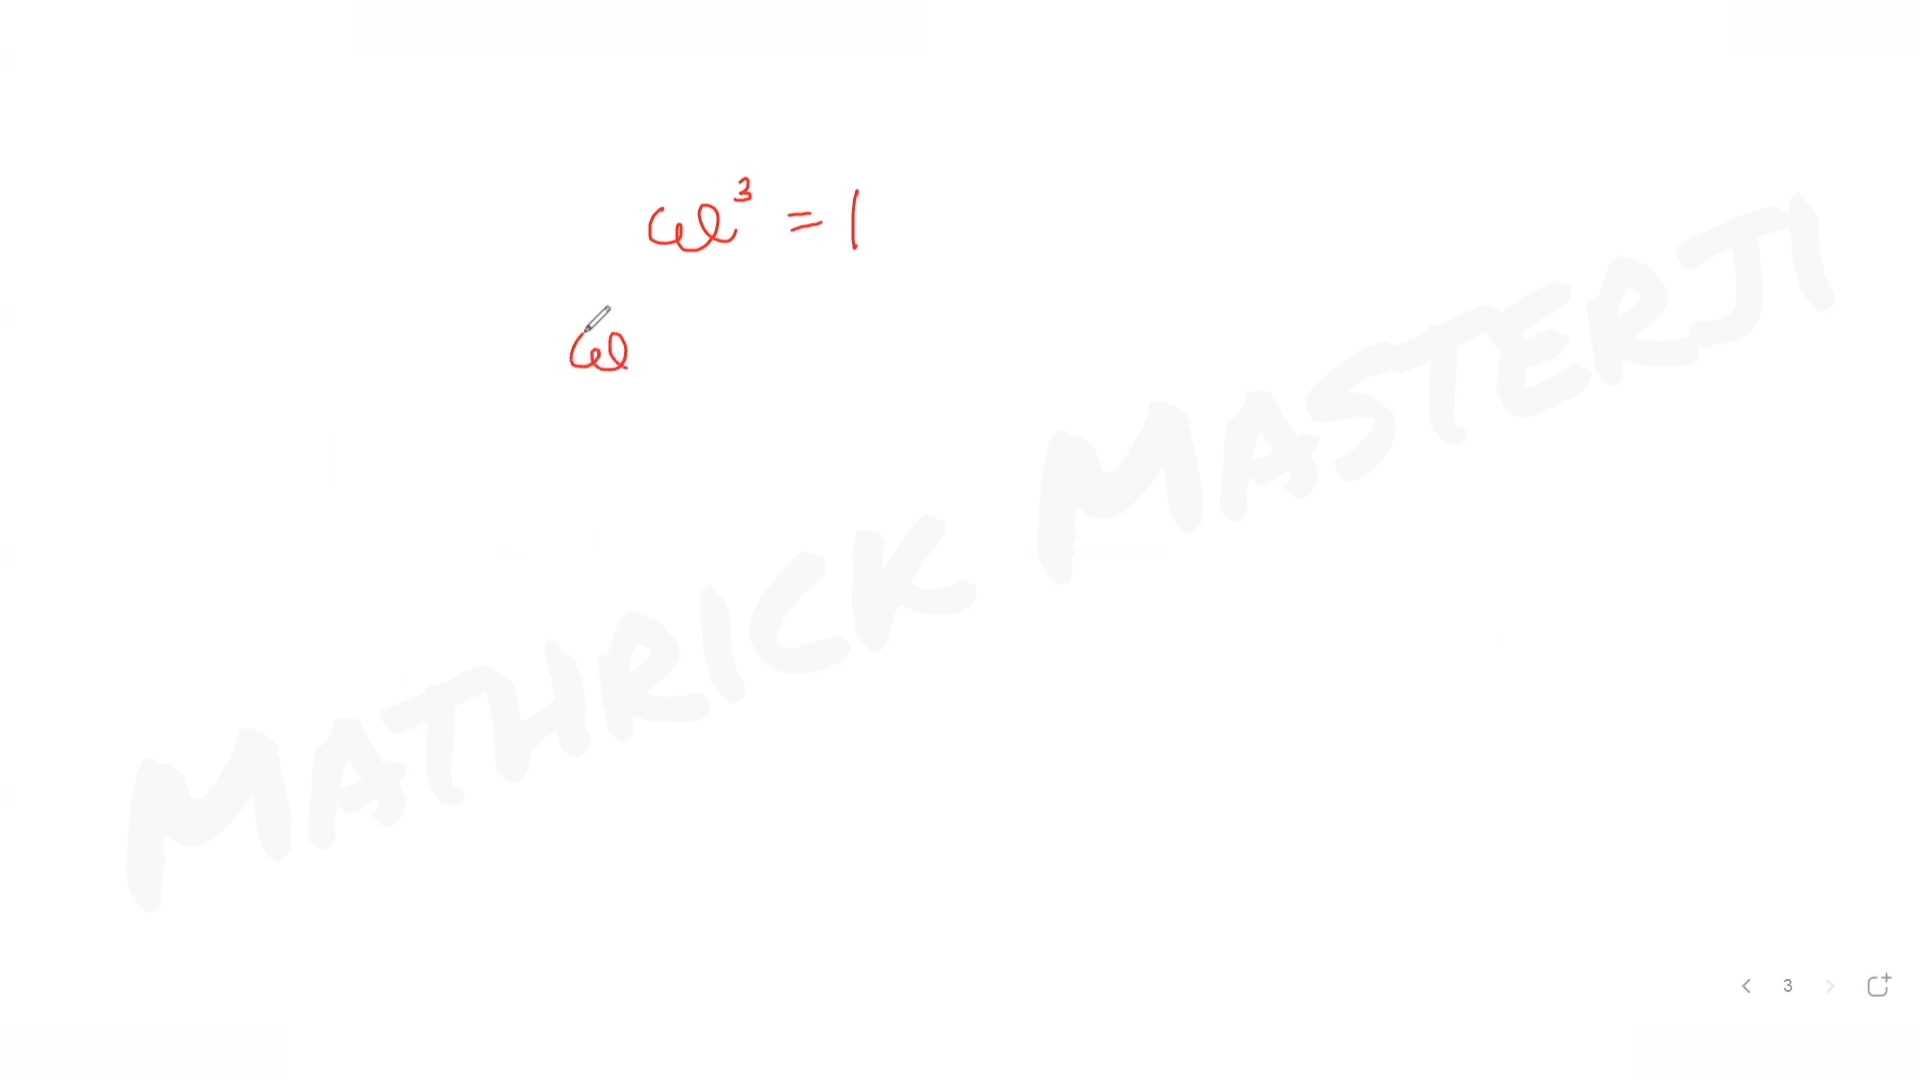 ω³ = 1
ω
MATHRICK MASTERJI
3